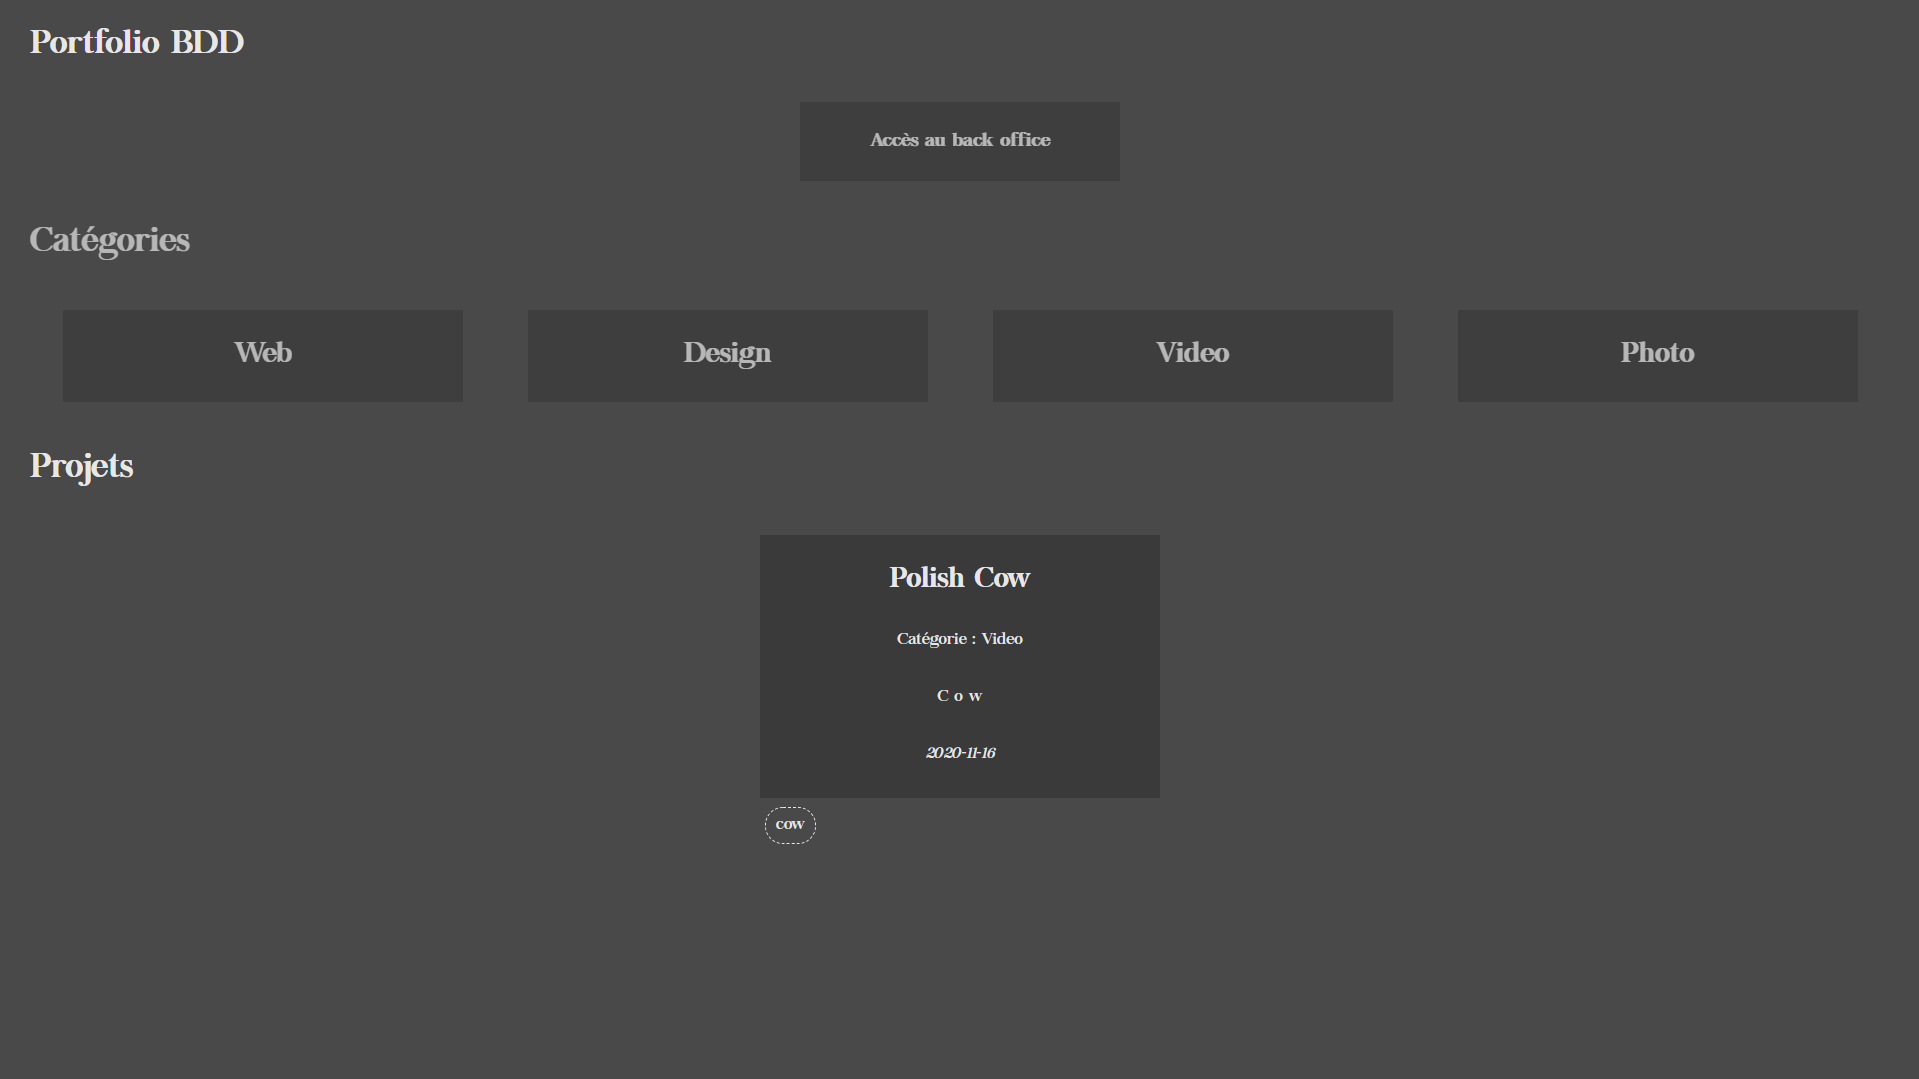 Portfolio BDD
Accès au back office
Catégories
Web
Design
Video
Photo
Projets
Polish Cow
Catégorie : Video
C o w
2020-11-16
cow